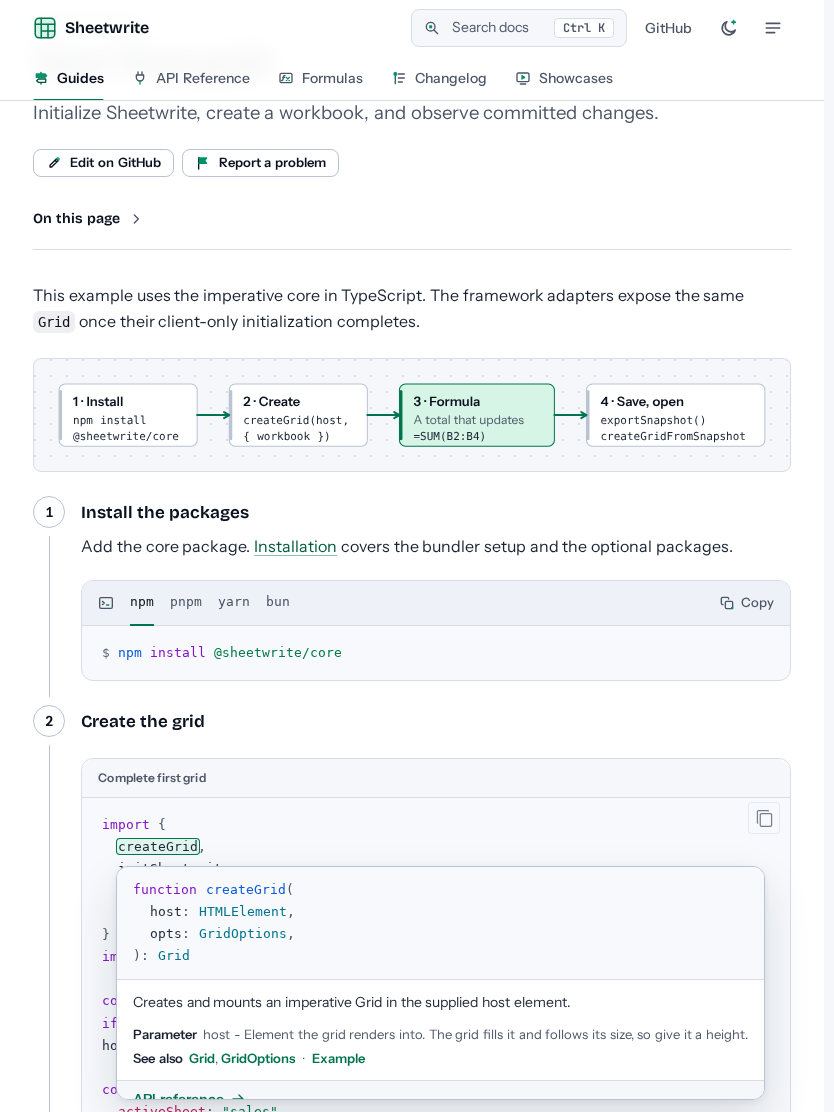 Sheetwrite
Search docs
Ctrl K
GitHub
Guides
API Reference
Formulas
Changelog
Showcases
Initialize Sheetwrite, create a workbook, and observe committed changes.
Edit on GitHub
Report a problem
On this page
This example uses the imperative core in TypeScript. The framework adapters expose the same
Grid once their client-only initialization completes.
1 · Install
npm install
@sheetwrite/core
2 · Create
createGrid(host,
{ workbook })
3 · Formula
A total that updates
=SUM(B2:B4)
4 · Save, open
exportSnapshot()
createGridFromSnapshot
1
Install the packages
Add the core package. Installation covers the bundler setup and the optional packages.
npm
pnpm
yarn
bun
Copy
$ npm install @sheetwrite/core
2
Create the grid
Complete first grid
import {
createGrid,
function createGrid(
host: HTMLElement,
opts: GridOptions,
): Grid
}
im
Creates and mounts an imperative Grid in the supplied host element.
co
if
Parameter host - Element the grid renders into. The grid fills it and follows its size, so give it a height.
ho
See also Grid, GridOptions · Example
co
API reference →
activeSheet: "sales"